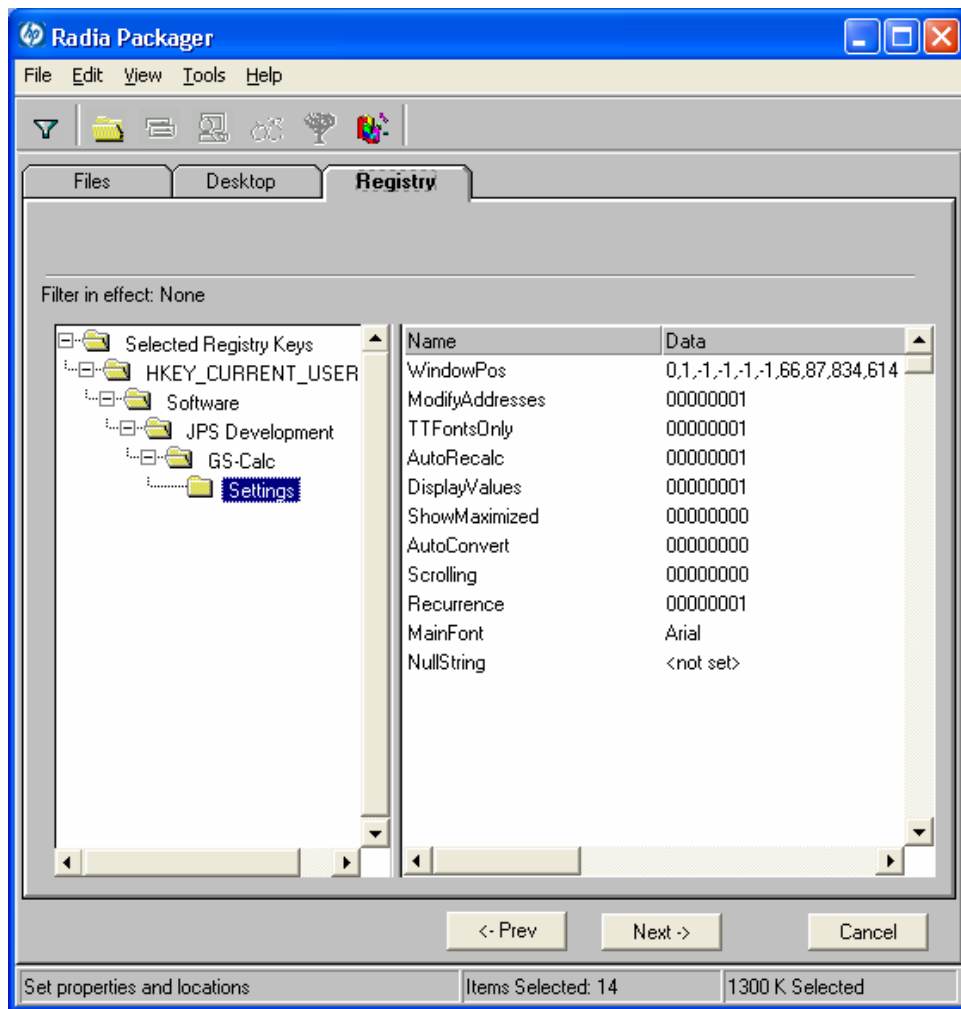 Radia Packager
File Edit View Tools Help
Files Desktop Registry
Filter in effect: None
Selected Registry Keys
HKEY_CURRENT_USER
Software
JPS Development
GS-Calc
Settings
Name Data
WindowPos 0,1,-1,-1,-1,-1,66,87,834,614
ModifyAddresses 00000001
TTFontsOnly 00000001
AutoRecalc 00000001
DisplayValues 00000001
ShowMaximized 00000000
AutoConvert 00000000
Scrolling 00000000
Recurrence 00000001
MainFont Arial
NullString <not set>
<- Prev Next -> Cancel
Set properties and locations Items Selected: 14 1300 K Selected